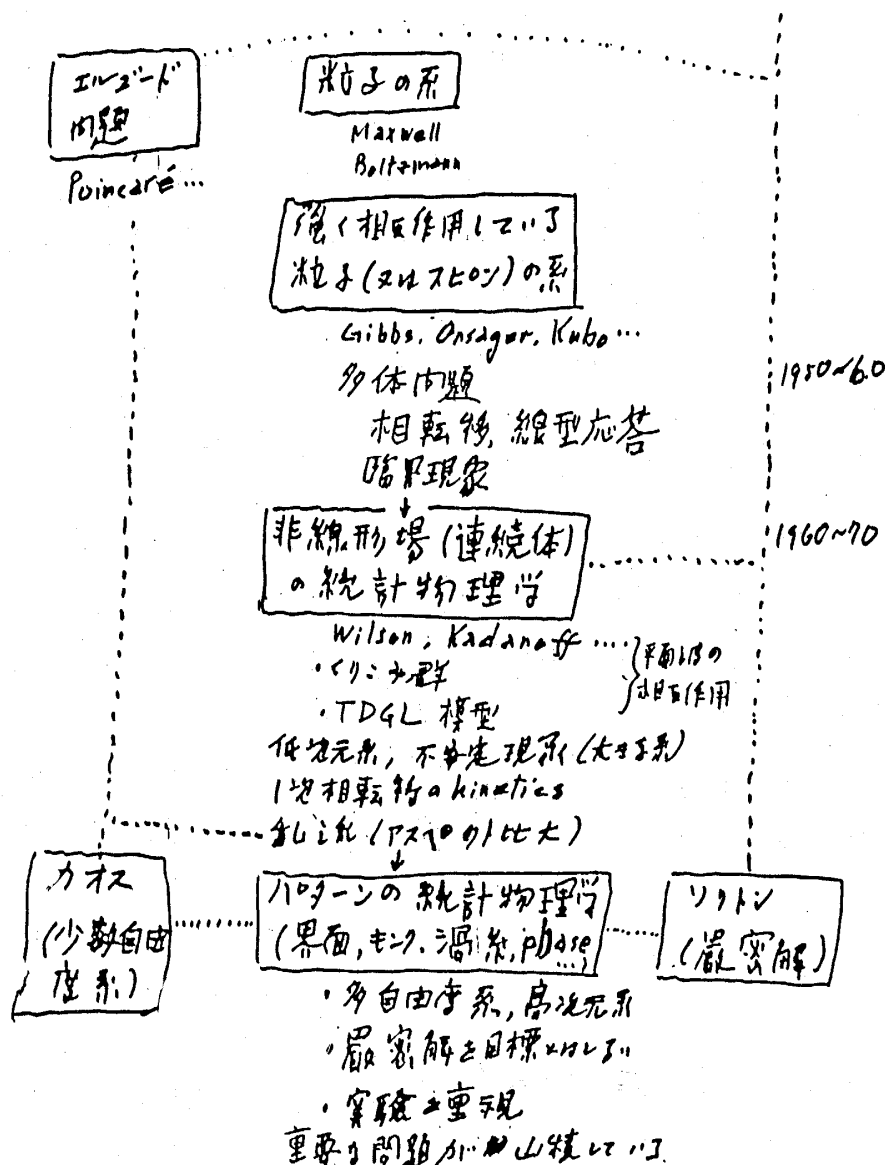 エルゴード
問題
Poincaré ...
粒子の系
Maxwell
Boltzmann
強く相互作用している
粒子(又はスピン)の系
Gibbs, Onsager, Kubo ...
多体問題
相転移, 線型応答
臨界現象
1950~60
非線形場(連続体)
の統計物理学
1960~70
Wilson, Kadanoff ....
・くりこみ群
・TDGL 模型
平面波の
相互作用
低次元系, 不安定現象(大きな系)
1次相転移のkinetics
乱流(アスペクト比大)
カオス
(少数自由
度系)
パターンの統計物理学
(界面, キンク, 渦糸, phase ...)
ソリトン
(厳密解)
・多自由度系, 高次元系
・厳密解を目標とはしない
・実験を重視
重要な問題が山積している